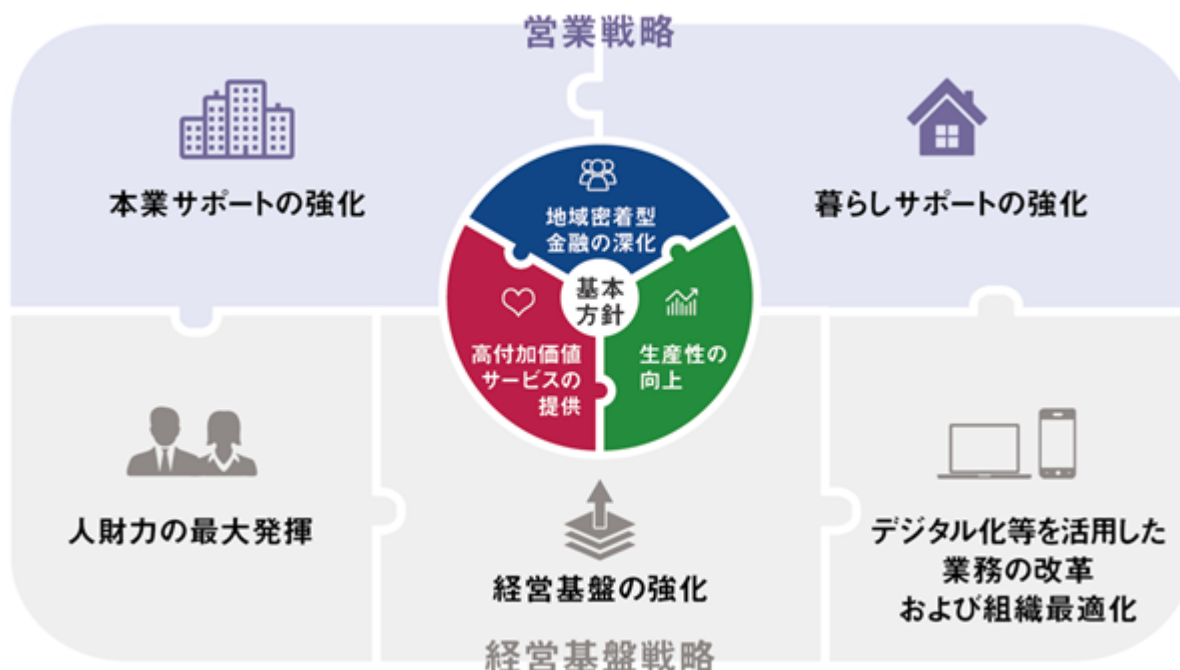 営業戦略
本業サポートの強化
暮らしサポートの強化
地域密着型
金融の深化
基本
方針
高付加価値
サービスの
提供
生産性の
向上
人財力の最大発揮
経営基盤の強化
デジタル化等を活用した
業務の改革
および組織最適化
経営基盤戦略